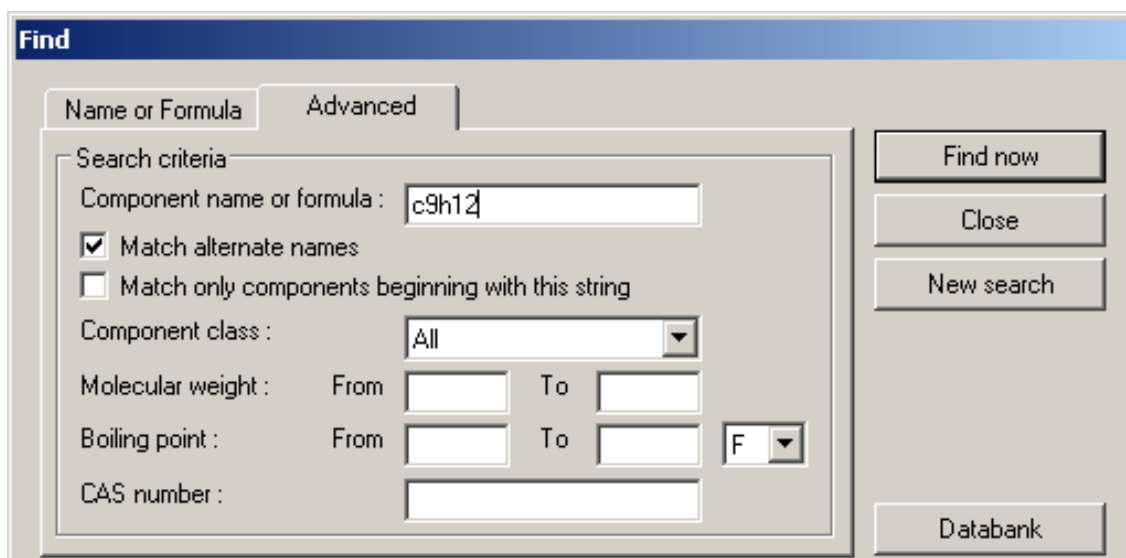 Find
Name or Formula Advanced
Search criteria
Component name or formula : c9h12
Match alternate names
Match only components beginning with this string
Component class : All
Molecular weight : From To
Boiling point : From To F
CAS number :
Find now
Close
New search
Databank